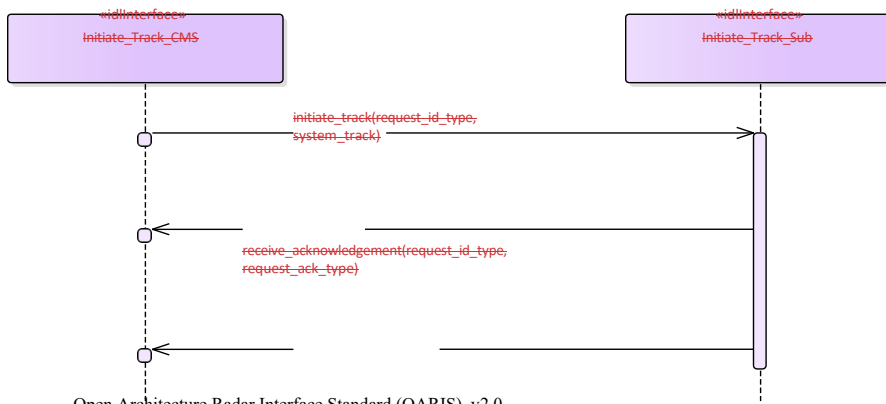 «idlInterface»
Initiate_Track_CMS
«idlInterface»
Initiate_Track_Sub
initiate_track(request_id_type,
system_track)
receive_acknowledgement(request_id_type,
request_ack_type)
Open Architecture Radar Interface Standard (OARIS), v2.0